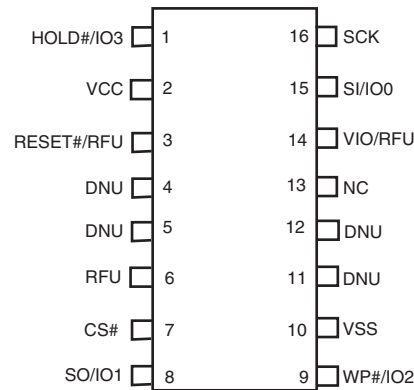 HOLD#/IO3 1 16 SCK
VCC 2 15 SI/IO0
RESET#/RFU 3 14 VIO/RFU
DNU 4 13 NC
DNU 5 12 DNU
RFU 6 11 DNU
CS# 7 10 VSS
SO/IO1 8 9 WP#/IO2